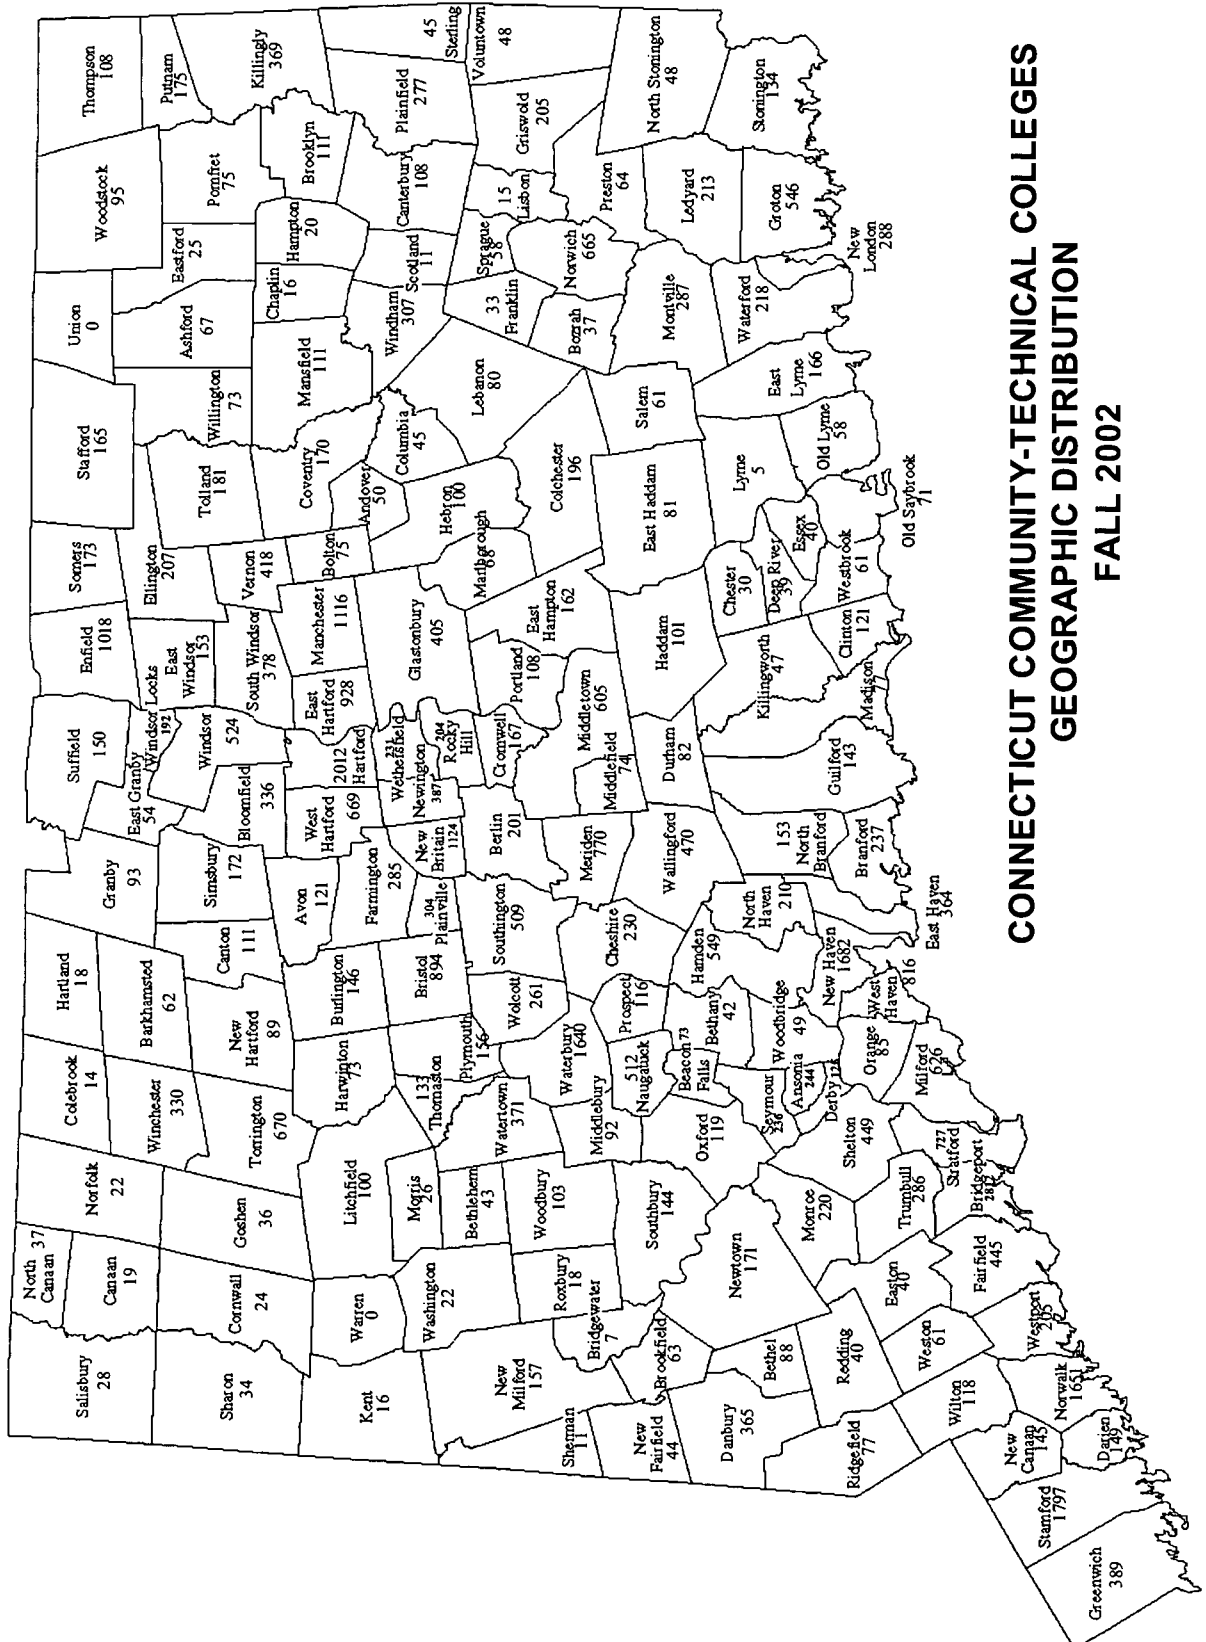 Salisbury
28
North
Canaan 37
Canaan
19
Norfolk
22
Colebrook
14
Hartland
18
Granby
93
Suffield
150
East Granby
54
Windsor Locks
192
Enfield
1018
East
Windsor
153
Somers
173
Ellington
207
Stafford
165
Union
0
Woodstock
95
Thompson
108
Putnam
175
Sharon
34
Cornwall
24
Goshen
36
Winchester
330
Torrington
670
Barkhamsted
62
New
Hartford
89
Canton
111
Simsbury
172
Bloomfield
336
Windsor
524
South Windsor
378
Vernon
418
Tolland
181
Willington
73
Ashford
67
Eastford
25
Pomfret
75
Killingly
369
Kent
16
Warren
0
Litchfield
100
Harwinton
73
Burlington
146
Avon
121
West
Hartford
669
2012
Hartford
East
Hartford
928
Manchester
1116
Bolton
75
Coventry
170
Andover
50
Mansfield
111
Chaplin
16
Hampton
20
Brooklyn
111
Washington
22
Morris
26
Bethlehem
43
133
Thomaston
Plymouth
156
Bristol
894
Farmington
285
304
Plainville
New
Britain
1124
Newington
387
231
Wethersfield
204
Rocky
Hill
Glastonbury
405
Hebron
100
Marlborough
68
Columbia
45
Windham
307
Scotland
11
Canterbury
108
Plainfield
277
45
Sterling
Voluntown
48
New
Milford
157
Sherman
11
Roxbury
18
Bridgewater
7
Woodbury
103
Watertown
371
Wolcott
261
Southington
509
Berlin
201
Cromwell
167
Portland
108
East
Hampton
162
Colchester
196
Lebanon
80
33
Franklin
Sprague
58
15
Lisbon
Griswold
205
Bozrah
37
Norwich
665
Preston
64
North Stonington
48
New
Fairfield
44
Brookfield
63
Southbury
144
Middlebury
92
Waterbury
1640
512
Naugatuck
Prospect
116
Cheshire
230
Meriden
770
Middlefield
74
Middletown
605
Haddam
101
East Haddam
81
Salem
61
Montville
287
Ledyard
213
Danbury
365
Bethel
88
Newtown
171
Oxford
119
Beacon 73
Falls
Bethany
42
Hamden
549
Wallingford
470
Durham
82
Killingworth
47
Chester
30
Deep River
39
Essex
40
Lyme
5
East
Lyme 166
Waterford
218
New
London
288
Groton
546
Stonington
134
Ridgefield
77
Redding
40
Monroe
220
Seymour
236
Ansonia
244
Derby 126
Woodbridge
49
North
Haven
210
153
North
Branford
Guilford
143
Madison
77
Clinton
121
Westbrook
61
Old Saybrook
71
Old Lyme
58
Easton
40
Trumbull
286
Shelton
449
Orange
85
New Haven
1682
West
Haven 816
East Haven
364
Branford
237
Milford
626
727
Stratford
Bridgeport
Fairfield
445
Weston
61
Westport
205
Wilton
118
Norwalk
1651
New
Canaan
145
Darien
149
Stamford
1797
Greenwich
389
CONNECTICUT COMMUNITY-TECHNICAL COLLEGES
GEOGRAPHIC DISTRIBUTION
FALL 2002